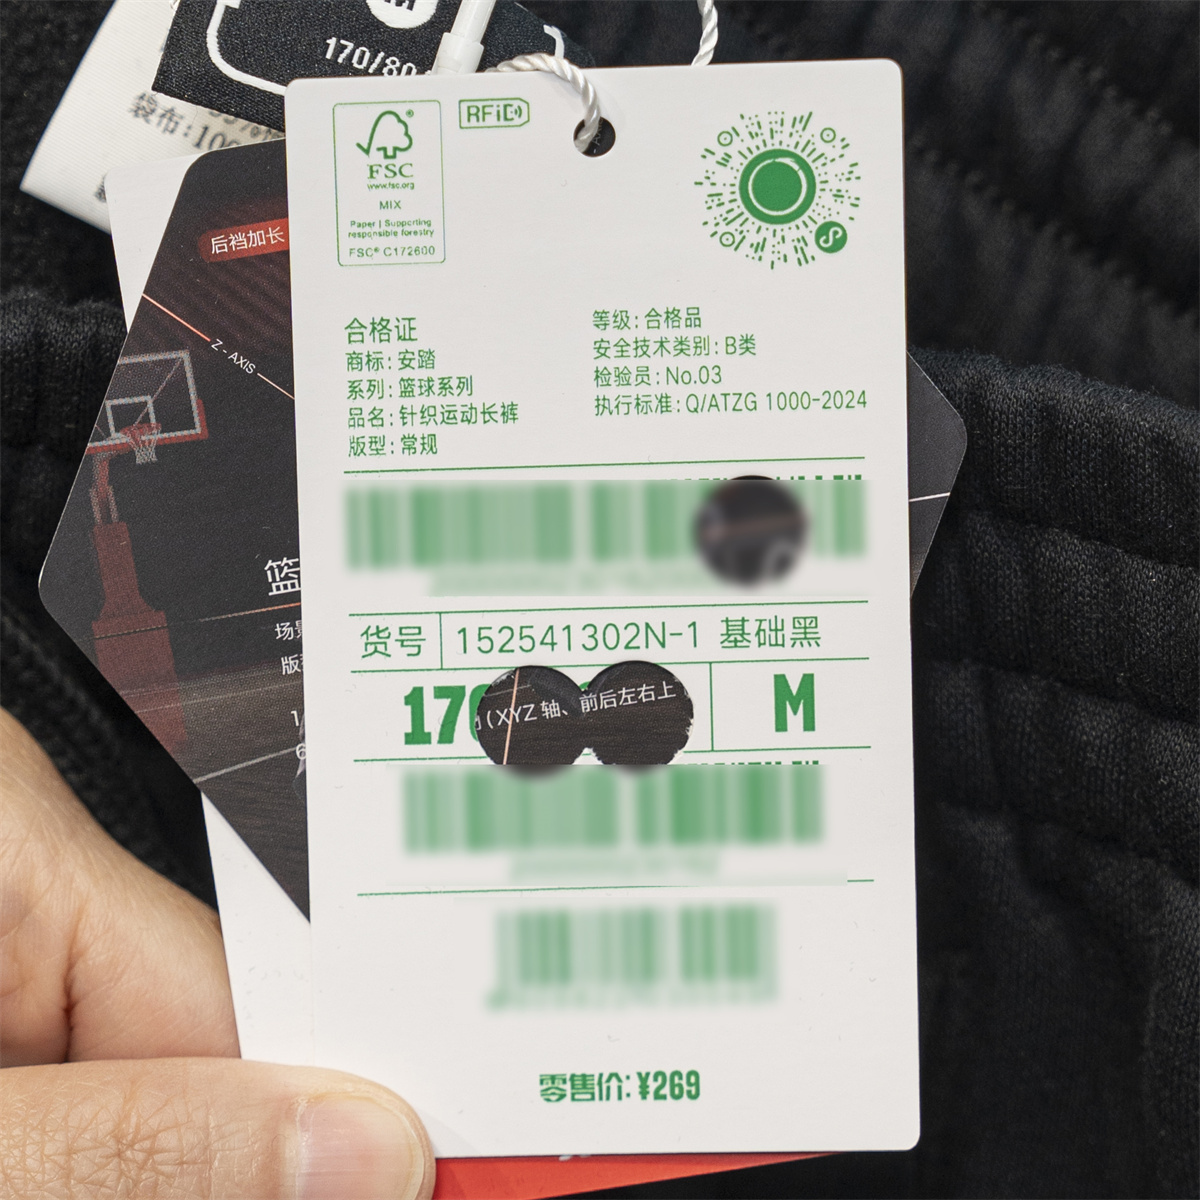 170/80
袋布:100
后裆加长
Z - AXIS
篮
场景
版型
RFiD
FSC
www.fsc.org
MIX
Paper | Supporting
responsible forestry
FSC® C172600
合格证
商标: 安踏
系列: 篮球系列
品名: 针织运动长裤
版型: 常规
等级: 合格品
安全技术类别: B类
检验员: No.03
执行标准: Q/ATZG 1000-2024
货号 152541302N-1 基础黑
170 M
(XYZ 轴、前后左右上
零售价: ¥269